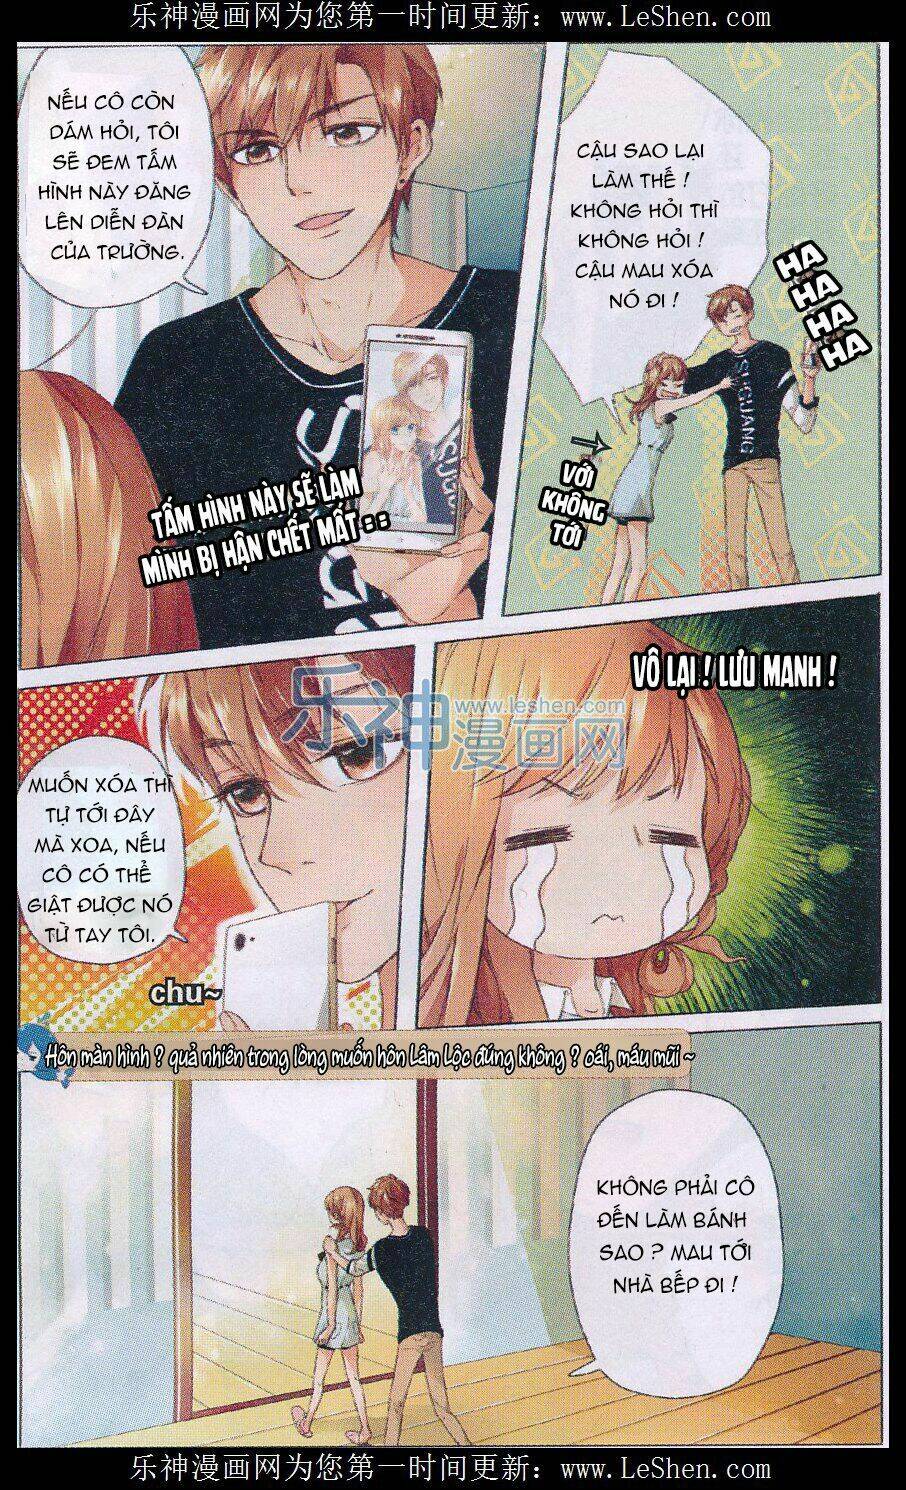 乐神漫画网为您第一时间更新：www.LeShen.com
NẾU CÔ CÒN
DÁM HỎI, TÔI
SẼ ĐEM TẤM
HÌNH NÀY ĐĂNG
LÊN DIỄN ĐÀN
CỦA TRƯỜNG.
TẤM HÌNH NÀY SẼ LÀM
MÌNH BỊ HẬN CHẾT MẤT : :
CẬU SAO LẠI
LÀM THẾ !
KHÔNG HỎI THÌ
KHÔNG HỎI !
CẬU MAU XÓA
NÓ ĐI !
HA
HA
HA
HA
SUGUANG
VỚI
KHÔNG
TỚI
MUỐN XÓA THÌ
TỰ TỚI ĐÂY
MÀ XOA, NẾU
CÔ CÓ THỂ
GIẬT ĐƯỢC NÓ
TỪ TAY TÔI.
chu~
VÔ LẠI ! LƯU MANH !
www.leshen.com
乐神漫画网
Hôn màn hình ? quả nhiên trong lòng muốn hôn Lâm Lộc đúng không ? oái, máu mũi ~
KHÔNG PHẢI CÔ
ĐẾN LÀM BÁNH
SAO ? MAU TỚI
NHÀ BẾP ĐI !
乐神漫画网为您第一时间更新：www.LeShen.com